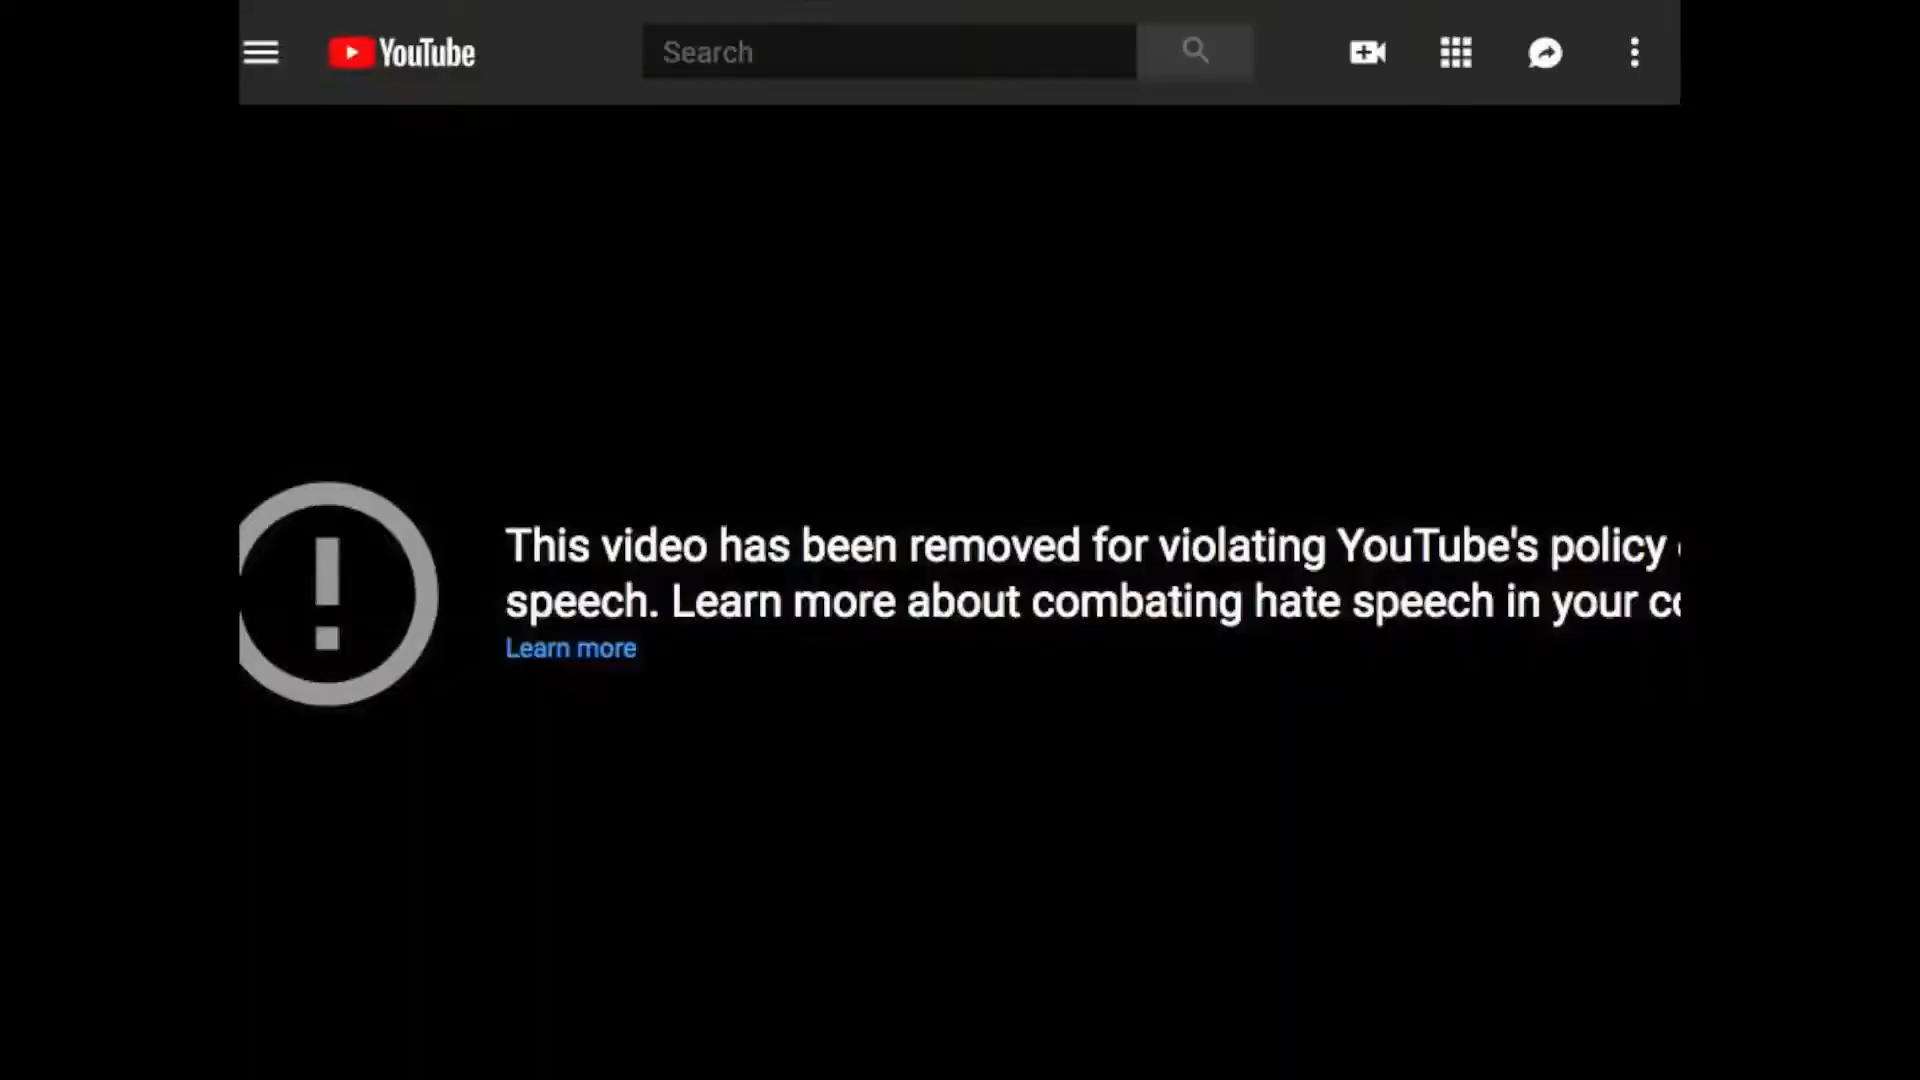 YouTube
Search
This video has been removed for violating YouTube's policy
speech. Learn more about combating hate speech in your
Learn more